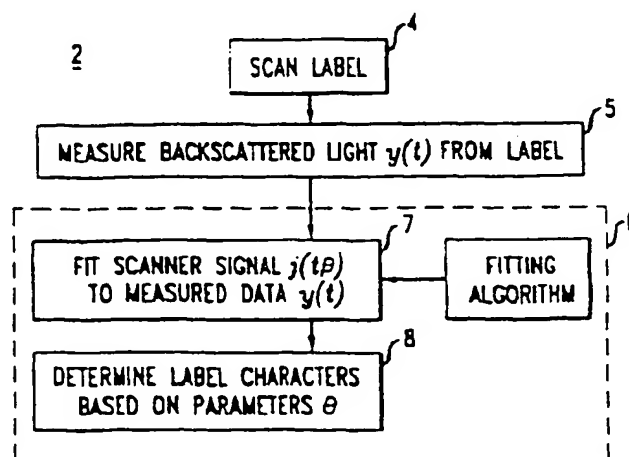 2
4
SCAN LABEL
5
MEASURE BACKSCATTERED LIGHT y(t) FROM LABEL
7
FIT SCANNER SIGNAL j(tβ)
TO MEASURED DATA y(t)
FITTING
ALGORITHM
8
DETERMINE LABEL CHARACTERS
BASED ON PARAMETERS θ